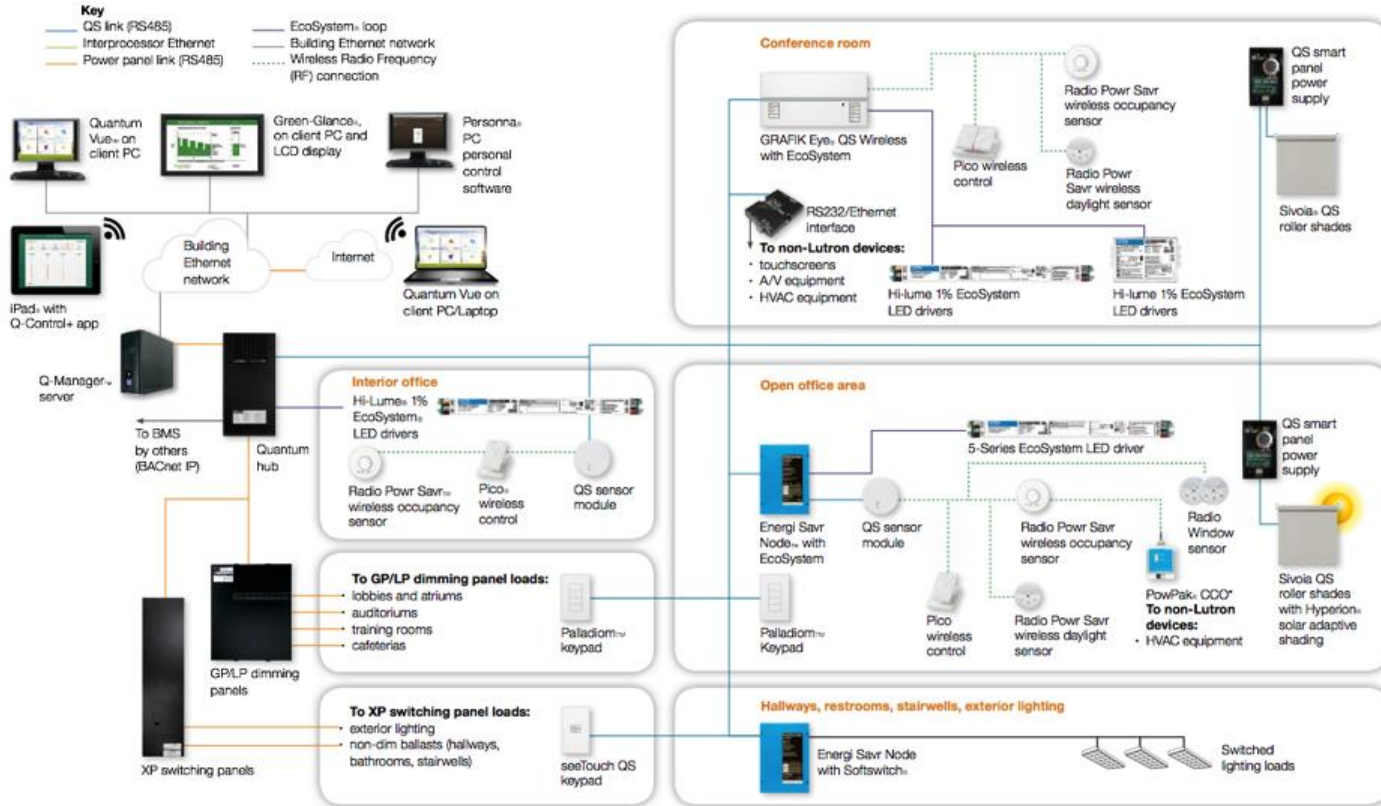 Key
QS link (RS485)
Interprocessor Ethernet
Power panel link (RS485)
EcoSystem® loop
Building Ethernet network
Wireless Radio Frequency
(RF) connection
Quantum
Vue™ on
client PC
Green-Glance®,
on client PC and
LCD display
Personna®
PC
personal
control
software
iPad® with
Q-Control+ app
Building
Ethernet
network
Internet
Quantum Vue on
client PC/Laptop
Q-Manager™
server
To BMS
by others
(BACnet IP)
Quantum
hub
GP/LP dimming
panels
XP switching panels
Interior office
Hi-Lume® 1%
EcoSystem®
LED drivers
Radio Powr Savr™
wireless occupancy
sensor
Pico®
wireless
control
QS sensor
module
To GP/LP dimming panel loads:
• lobbies and atriums
• auditoriums
• training rooms
• cafeterias
Palladiom™
keypad
To XP switching panel loads:
• exterior lighting
• non-dim ballasts (hallways,
bathrooms, stairwells)
seeTouch QS
keypad
Conference room
GRAFIK Eye® QS Wireless
with EcoSystem
Pico wireless
control
Radio Powr Savr
wireless occupancy
sensor
Radio Powr
Savr wireless
daylight sensor
RS232/Ethernet
interface
To non-Lutron devices:
• touchscreens
• A/V equipment
• HVAC equipment
Hi-lume 1% EcoSystem
LED drivers
Hi-lume 1% EcoSystem
LED drivers
QS smart
panel
power
supply
Sivoia® QS
roller shades
Open office area
5-Series EcoSystem LED driver
Energi Savr
Node™ with
EcoSystem
QS sensor
module
Radio Powr Savr
wireless occupancy
sensor
Radio
Window
sensor
Palladiom™
Keypad
Pico
wireless
control
Radio Powr Savr
wireless daylight
sensor
PowPak® CCO*
To non-Lutron
devices:
• HVAC equipment
QS smart
panel
power
supply
Sivoia QS
roller shades
with Hyperion®
solar adaptive
shading
Hallways, restrooms, stairwells, exterior lighting
Energi Savr Node
with Softswitch®
Switched
lighting loads